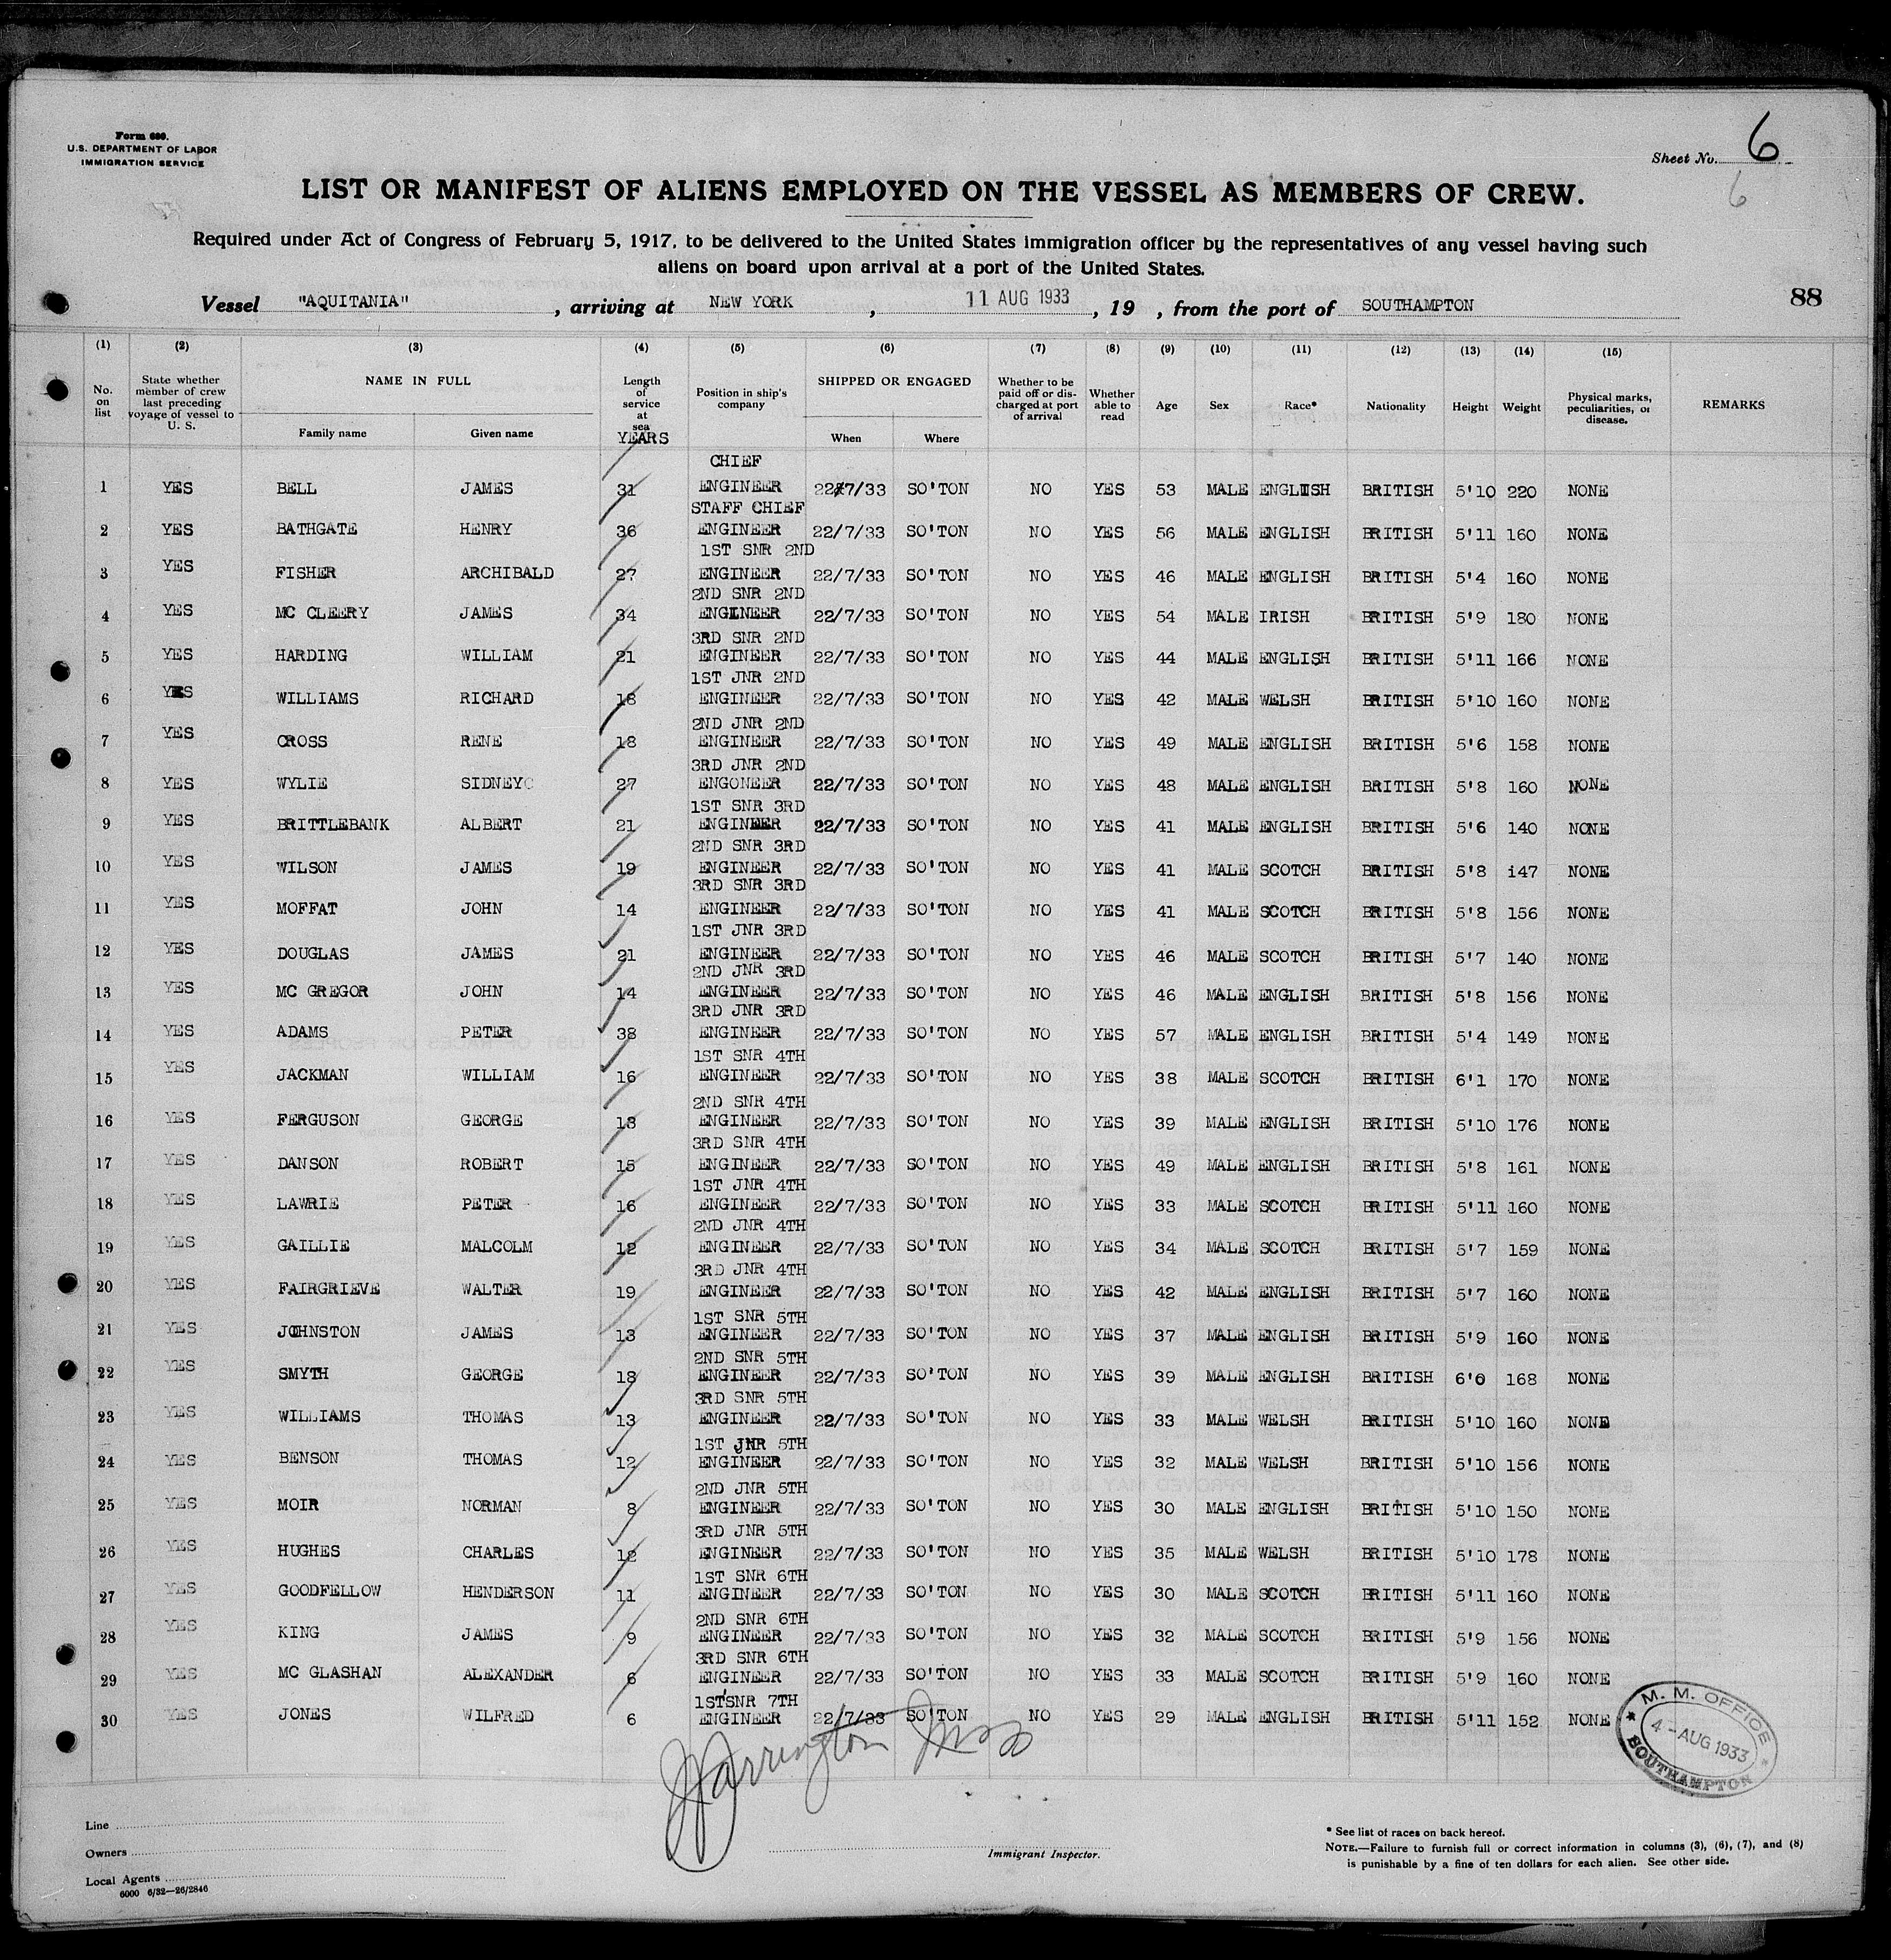 Form 680.
U.S. DEPARTMENT OF LABOR
IMMIGRATION SERVICE
Sheet No. 6
6
LIST OR MANIFEST OF ALIENS EMPLOYED ON THE VESSEL AS MEMBERS OF CREW.
Required under Act of Congress of February 5, 1917, to be delivered to the United States immigration officer by the representatives of any vessel having such
aliens on board upon arrival at a port of the United States.
Vessel "AQUITANIA", arriving at NEW YORK, 11 AUG 1933, 19 , from the port of SOUTHAMPTON
88
(1) (2) (3) (4) (5) (6) (7) (8) (9) (10) (11) (12) (13) (14) (15)
No. on list State whether member of crew last preceding voyage of vessel to U. S. NAME IN FULL Family name Given name Length of service at sea YEARS Position in ship's company SHIPPED OR ENGAGED When Where Whether to be paid off or discharged at port of arrival Whether able to read Age Sex Race* Nationality Height Weight Physical marks, peculiarities, or disease. REMARKS
1 YES BELL JAMES 31 CHIEF ENGINEER 22/7/33 SO'TON NO YES 53 MALE ENGLISH BRITISH 5'10 220 NONE
2 YES BATHGATE HENRY 36 STAFF CHIEF ENGINEER 22/7/33 SO'TON NO YES 56 MALE ENGLISH BRITISH 5'11 160 NONE
3 YES FISHER ARCHIBALD 27 1ST SNR 2ND ENGINEER 22/7/33 SO'TON NO YES 46 MALE ENGLISH BRITISH 5'4 160 NONE
4 YES MC CLEERY JAMES 34 2ND SNR 2ND ENGINEER 22/7/33 SO'TON NO YES 54 MALE IRISH BRITISH 5'9 180 NONE
5 YES HARDING WILLIAM 21 3RD SNR 2ND ENGINEER 22/7/33 SO'TON NO YES 44 MALE ENGLISH BRITISH 5'11 166 NONE
6 YES WILLIAMS RICHARD 18 1ST JNR 2ND ENGINEER 22/7/33 SO'TON NO YES 42 MALE WELSH BRITISH 5'10 160 NONE
7 YES CROSS RENE 18 2ND JNR 2ND ENGINEER 22/7/33 SO'TON NO YES 49 MALE ENGLISH BRITISH 5'6 158 NONE
8 YES WYLIE SIDNEYC 27 3RD JNR 2ND ENGONEER 22/7/33 SO'TON NO YES 48 MALE ENGLISH BRITISH 5'8 160 NONE
9 YES BRITTLEBANK ALBERT 21 1ST SNR 3RD ENGINEER 22/7/33 SO'TON NO YES 41 MALE ENGLISH BRITISH 5'6 140 NONE
10 YES WILSON JAMES 19 2ND SNR 3RD ENGINEER 22/7/33 SO'TON NO YES 41 MALE SCOTCH BRITISH 5'8 i47 NONE
11 YES MOFFAT JOHN 14 3RD SNR 3RD ENGINEER 22/7/33 SO'TON NO YES 41 MALE SCOTCH BRITISH 5'8 156 NONE
12 YES DOUGLAS JAMES 21 1ST JNR 3RD ENGINEER 22/7/33 SO'TON NO YES 46 MALE SCOTCH BRITISH 5'7 140 NONE
13 YES MC GREGOR JOHN 14 2ND JNR 3RD ENGINEER 22/7/33 SO'TON NO YES 46 MALE ENGLISH BRITISH 5'8 156 NONE
14 YES ADAMS PETER 38 3RD JNR 3RD ENGINEER 22/7/33 SO'TON NO YES 57 MALE ENGLISH BRITISH 5'4 149 NONE
15 YES JACKMAN WILLIAM 16 1ST SNR 4TH ENGINEER 22/7/33 SO'TON NO YES 38 MALE SCOTCH BRITISH 6'1 170 NONE
16 YES FERGUSON GEORGE 13 2ND SNR 4TH ENGINEER 22/7/33 SO'TON NO YES 39 MALE ENGLISH BRITISH 5'10 176 NONE
17 YES DANSON ROBERT 15 3RD SNR 4TH ENGINEER 22/7/33 SO'TON NO YES 49 MALE ENGLISH BRITISH 5'8 161 NONE
18 YES LAWRIE PETER 16 1ST JNR 4TH ENGINEER 22/7/33 SO'TON NO YES 33 MALE SCOTCH BRITISH 5'11 160 NONE
19 YES GAILLIE MALCOLM 12 2ND JNR 4TH ENGINEER 22/7/33 SO'TON NO YES 34 MALE SCOTCH BRITISH 5'7 159 NONE
20 YES FAIRGRIEVE WALTER 19 3RD JNR 4TH ENGINEER 22/7/33 SO'TON NO YES 42 MALE ENGLISH BRITISH 5'7 160 NONE
21 YES JOHNSTON JAMES 13 1ST SNR 5TH ENGINEER 22/7/33 SO'TON NO YES 37 MALE ENGLISH BRITISH 5'9 160 NONE
22 YES SMYTH GEORGE 18 2ND SNR 5TH ENGINEER 22/7/33 SO'TON NO YES 39 MALE ENGLISH BRITISH 6'0 168 NONE
23 YES WILLIAMS THOMAS 13 3RD SNR 5TH ENGINEER 22/7/33 SO'TON NO YES 33 MALE WELSH BRITISH 5'10 160 NONE
24 YES BENSON THOMAS 12 1ST JNR 5TH ENGINEER 22/7/33 SO'TON NO YES 32 MALE WELSH BRITISH 5'10 156 NONE
25 YES MOIR NORMAN 8 2ND JNR 5TH ENGINEER 22/7/33 SO'TON NO YES 30 MALE ENGLISH BRITISH 5'10 150 NONE
26 YES HUGHES CHARLES 12 3RD JNR 5TH ENGINEER 22/7/33 SO'TON NO YES 35 MALE WELSH BRITISH 5'10 178 NONE
27 YES GOODFELLOW HENDERSON 11 1ST SNR 6TH ENGINEER 22/7/33 SO'TON NO YES 30 MALE SCOTCH BRITISH 5'11 160 NONE
28 YES KING JAMES 9 2ND SNR 6TH ENGINEER 22/7/33 SO'TON NO YES 32 MALE SCOTCH BRITISH 5'9 156 NONE
29 YES MC GLASHAN ALEXANDER 6 3RD SNR 6TH ENGINEER 22/7/33 SO'TON NO YES 33 MALE SCOTCH BRITISH 5'9 160 NONE
30 YES JONES WILFRED 6 1ST'SNR 7TH ENGINEER 22/7/33 SO'TON NO YES 29 MALE ENGLISH BRITISH 5'11 152 NONE
M. M. OFFICE
4 - AUG 1933
SOUTHAMPTON
Line
Owners
Local Agents
6000 6/32—26/2846
Immigrant Inspector.
* See list of races on back hereof.
NOTE.—Failure to furnish full or correct information in columns (3), (6), (7), and (8)
is punishable by a fine of ten dollars for each alien. See other side.